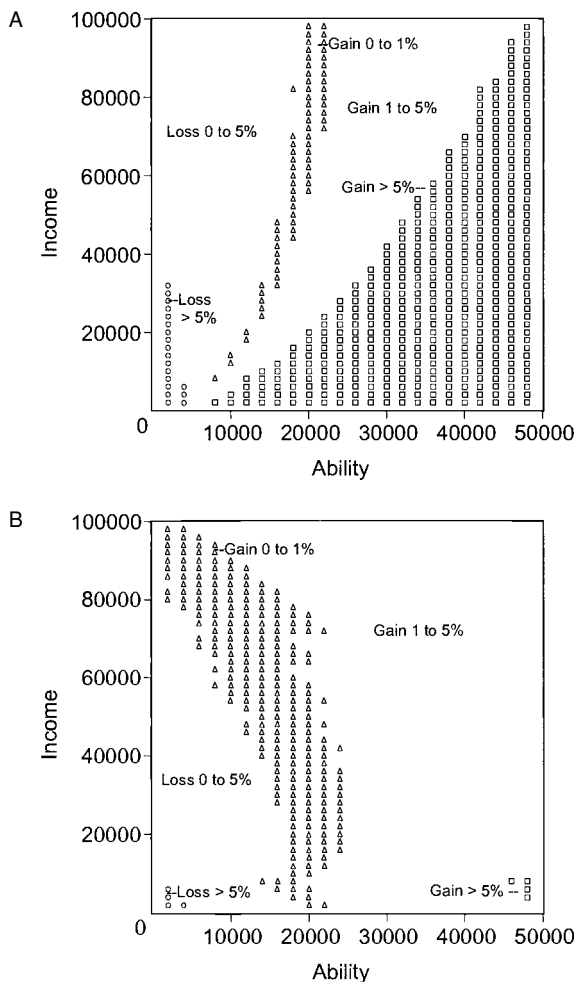 A
100000
80000
60000
40000
20000
0
Income
Gain 0 to 1%
Loss 0 to 5%
Gain 1 to 5%
Gain > 5%
Loss
> 5%
10000 20000 30000 40000 50000
Ability
B
100000
80000
60000
40000
20000
0
Income
Gain 0 to 1%
Gain 1 to 5%
Loss 0 to 5%
Loss > 5%
Gain > 5%
10000 20000 30000 40000 50000
Ability